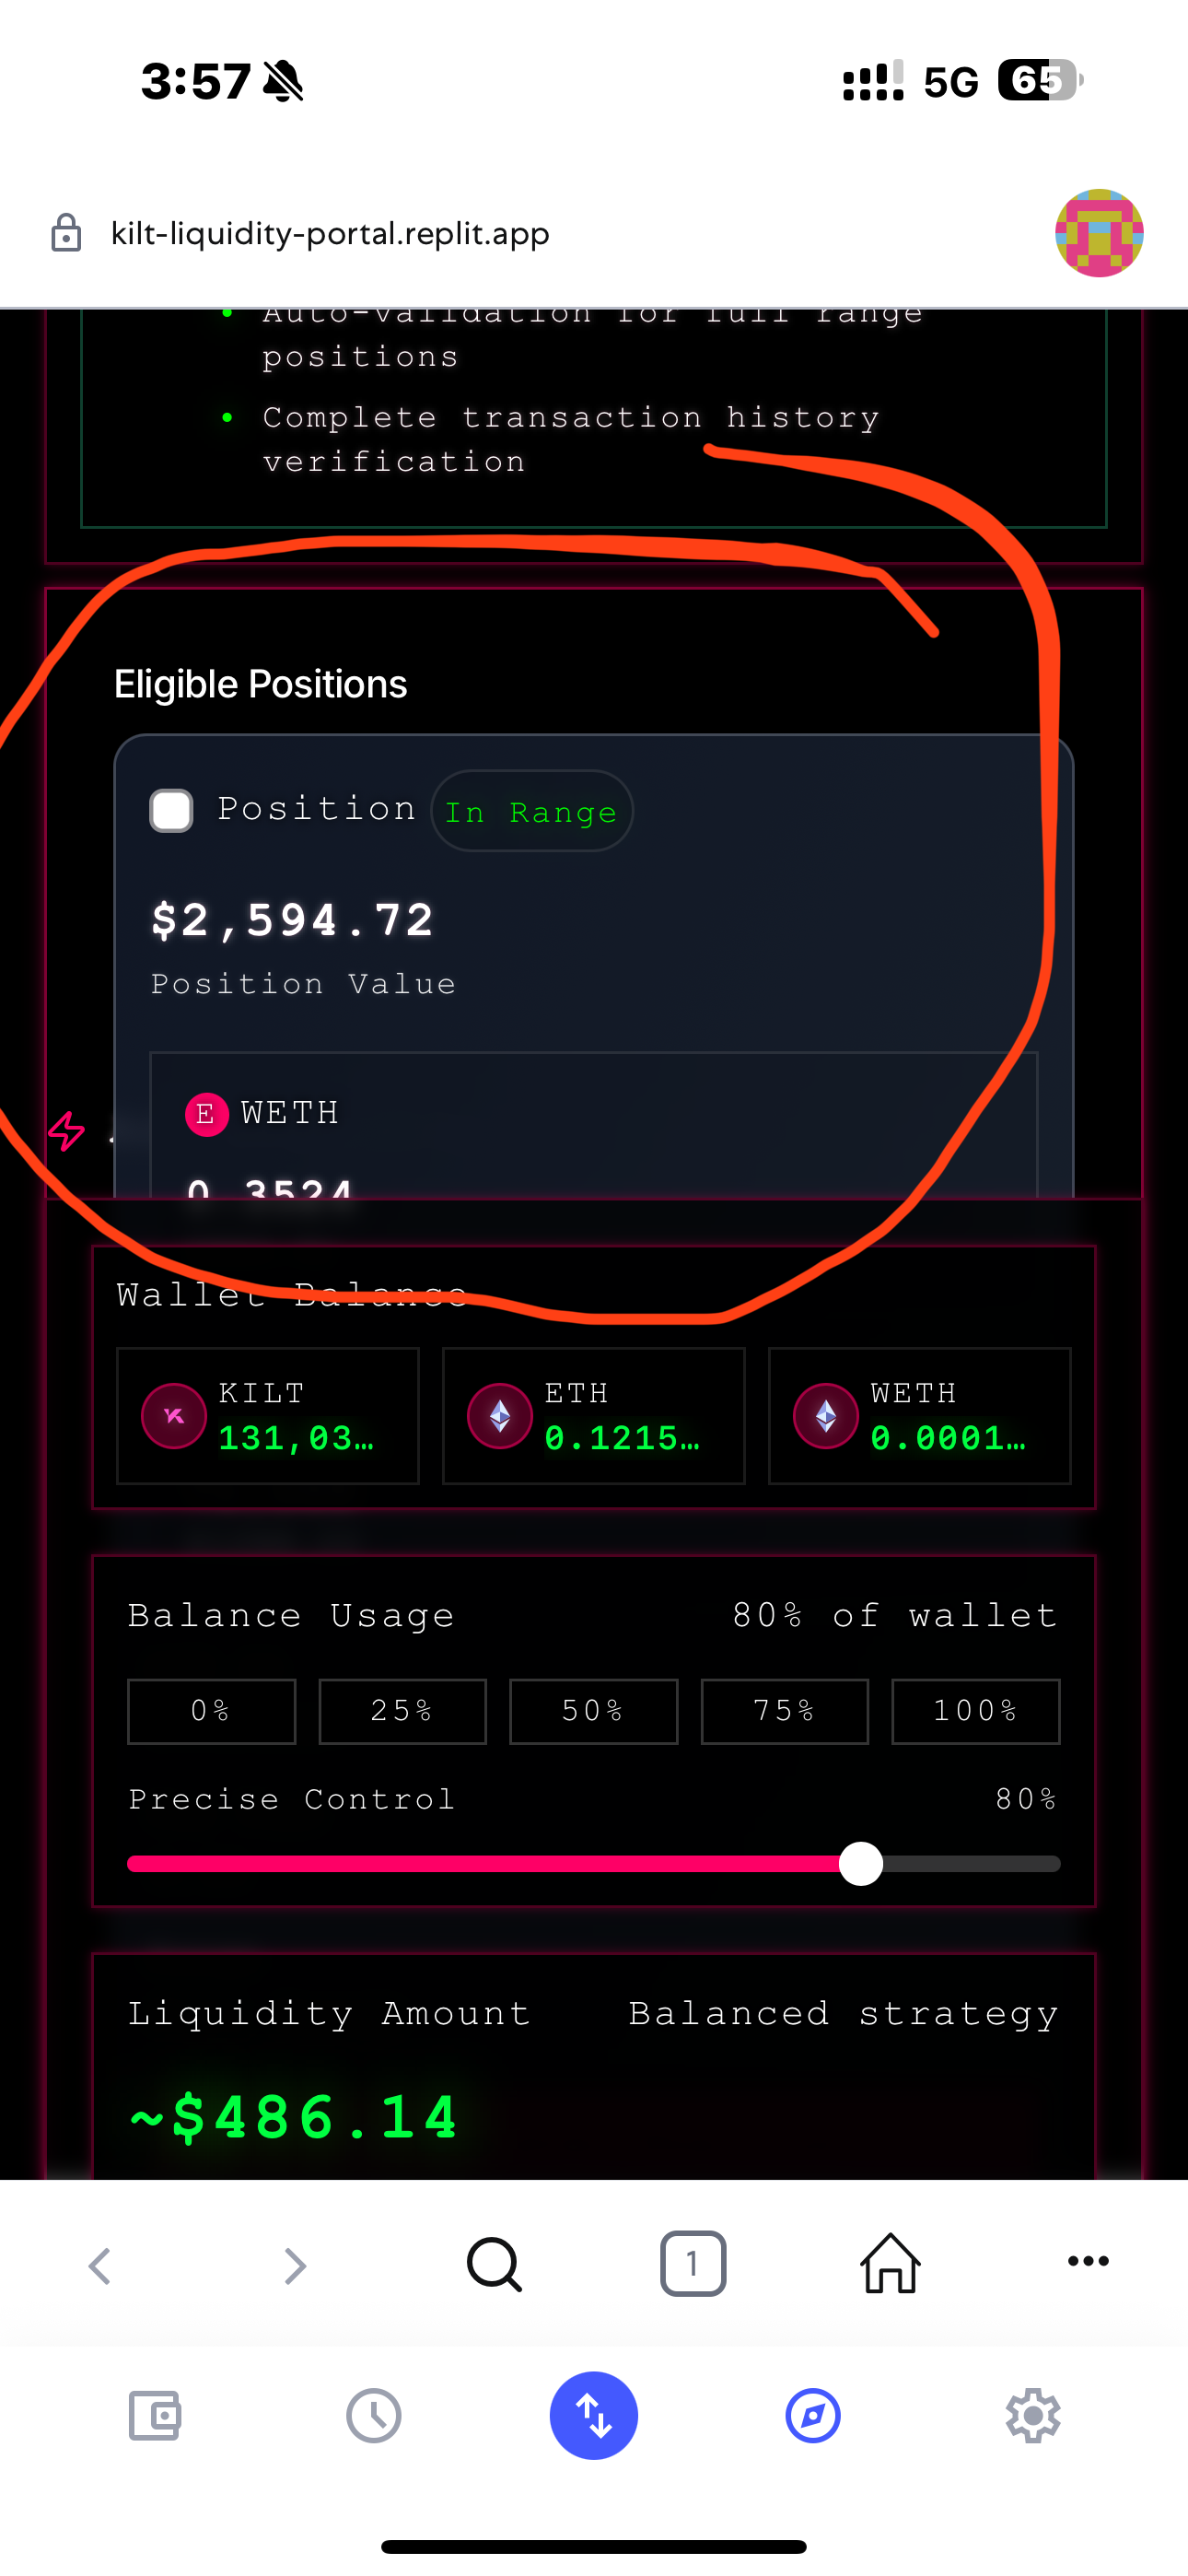 3:57
5G
65
kilt-liquidity-portal.replit.app
Auto-validation for full range
positions
Complete transaction history
verification
Eligible Positions
Position In Range
$2,594.72
Position Value
E WETH
0.3524
Wallet Balance
KILT
131,03…
ETH
0.1215…
WETH
0.0001…
Balance Usage 80% of wallet
0% 25% 50% 75% 100%
Precise Control 80%
Liquidity Amount Balanced strategy
~$486.14
1